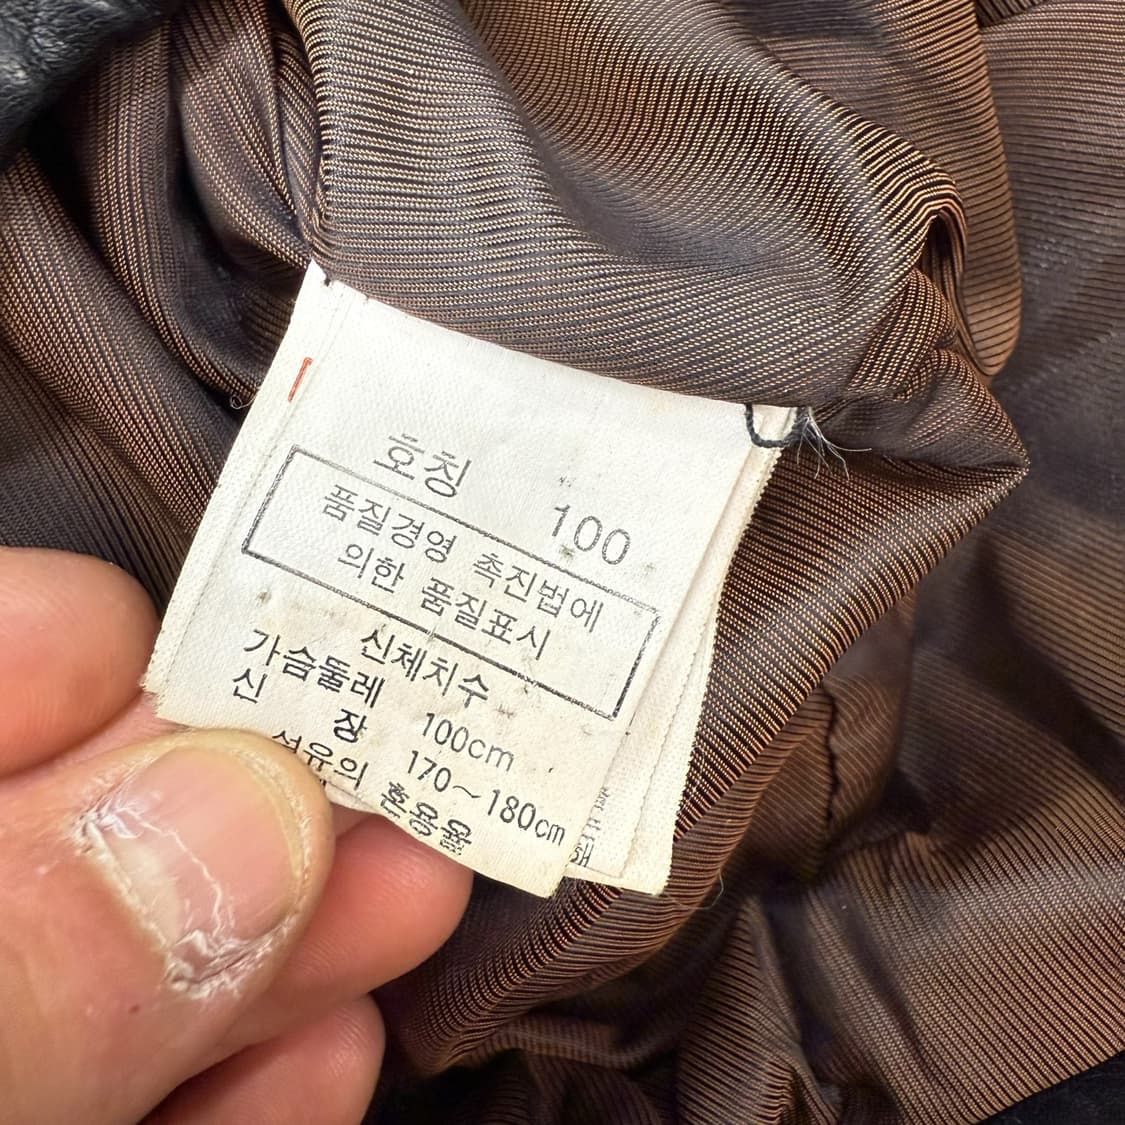 호칭 100
품질경영 촉진법에
의한 품질표시
신체치수
가슴둘레 100cm
신장 170~180cm
섬유의 혼용율
해